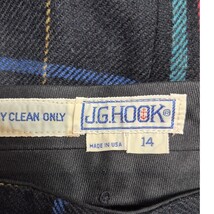 Y CLEAN ONLY
J.G.HOOK®
MADE IN USA
14